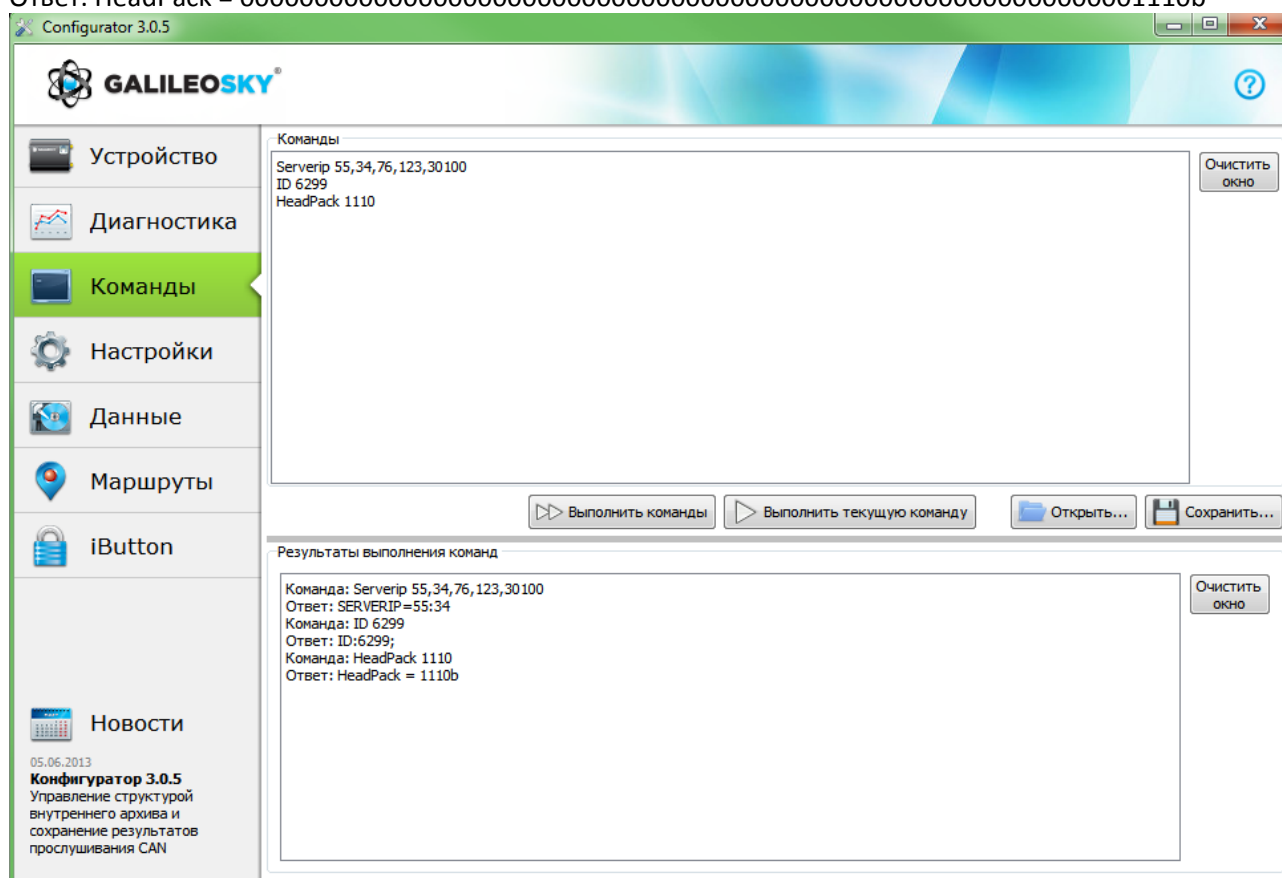 Configurator 3.0.5
GALILEOSKY®
?
Устройство
Диагностика
Команды
Настройки
Данные
Маршруты
iButton
Новости
05.06.2013
Конфигуратор 3.0.5
Управление структурой
внутреннего архива и
сохранение результатов
прослушивания CAN
Команды
Serverip 55,34,76,123,30100
ID 6299
HeadPack 1110
Очистить
окно
Выполнить команды
Выполнить текущую команду
Открыть...
Сохранить...
Результаты выполнения команд
Команда: Serverip 55,34,76,123,30100
Ответ: SERVERIP=55:34
Команда: ID 6299
Ответ: ID:6299;
Команда: HeadPack 1110
Ответ: HeadPack = 1110b
Очистить
окно